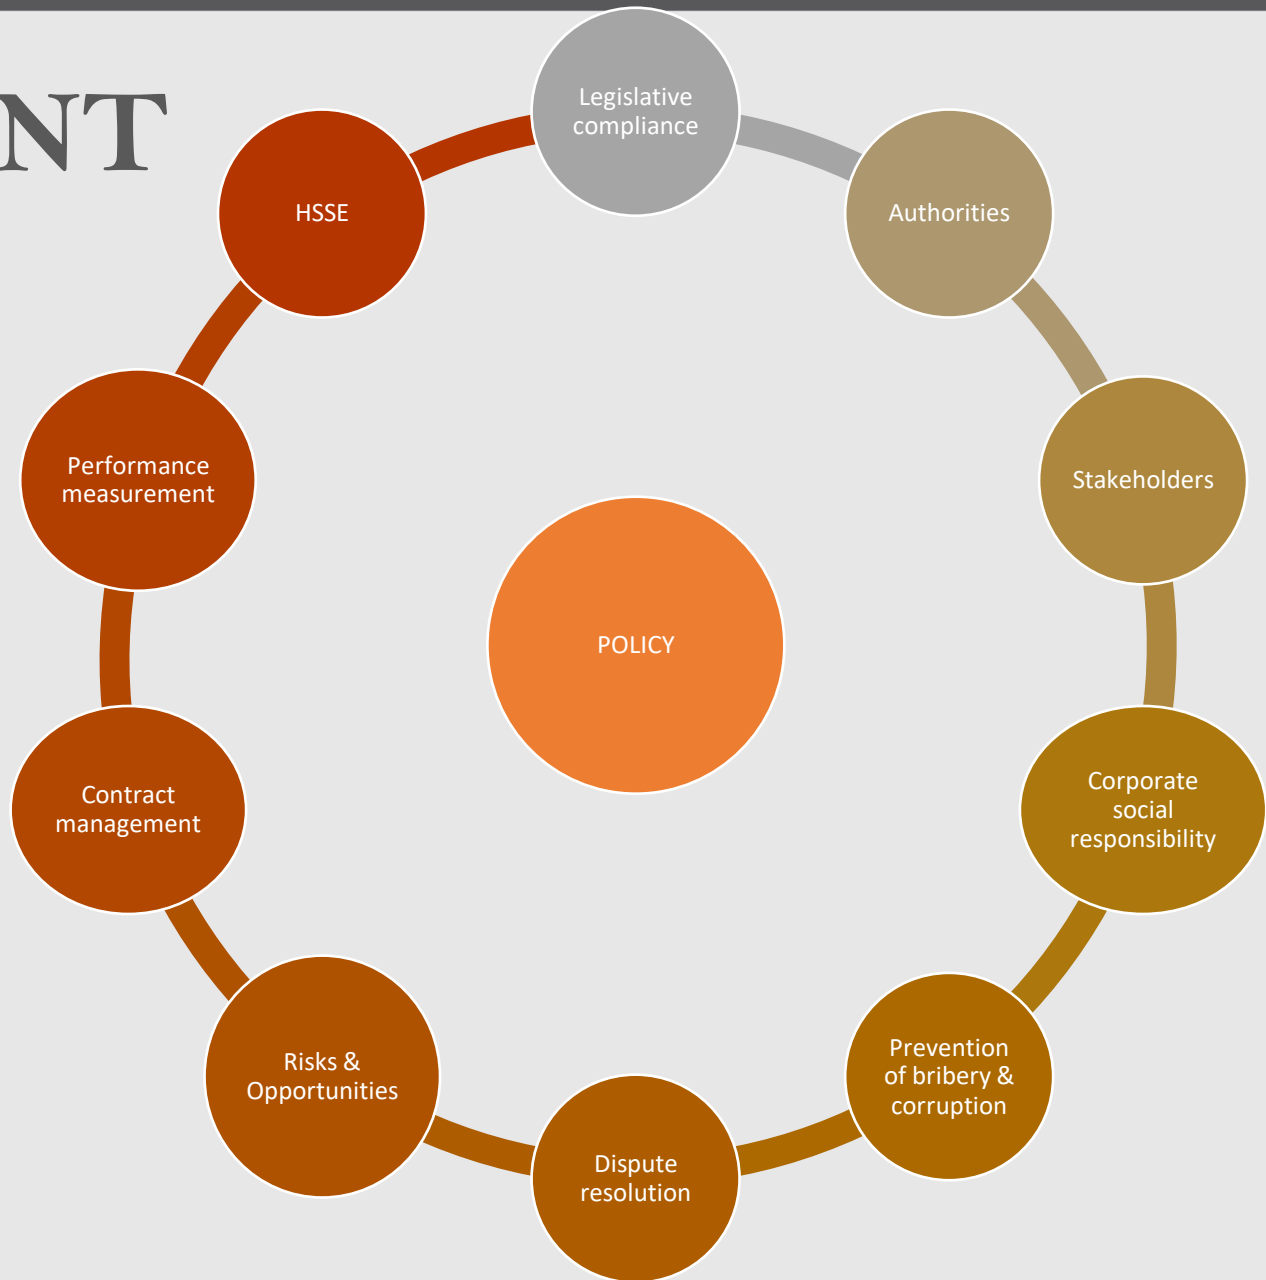 NT
Legislative
compliance
Authorities
Stakeholders
Corporate
social
responsibility
Prevention
of bribery &
corruption
Dispute
resolution
Risks &
Opportunities
Contract
management
Performance
measurement
HSSE
POLICY